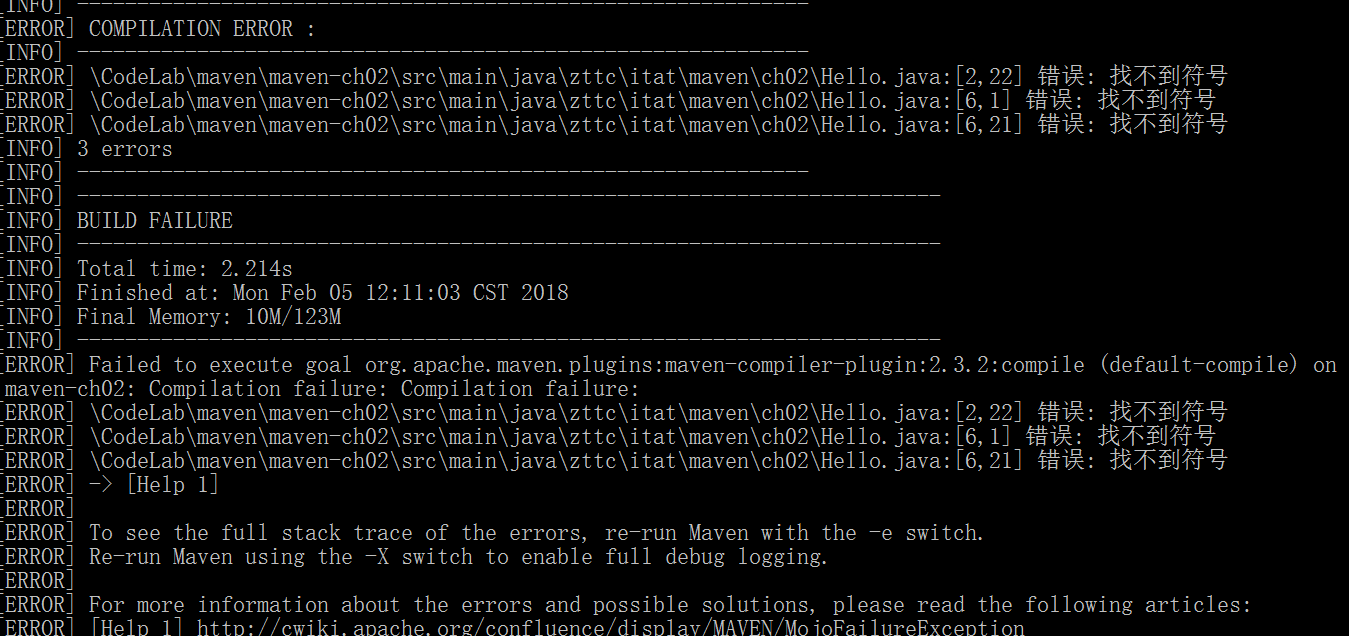 [INFO] -------------------------------------------------------------
[ERROR] COMPILATION ERROR :
[INFO] -------------------------------------------------------------
[ERROR] \CodeLab\maven\maven-ch02\src\main\java\zttc\itat\maven\ch02\Hello.java:[2,22] 错误: 找不到符号
[ERROR] \CodeLab\maven\maven-ch02\src\main\java\zttc\itat\maven\ch02\Hello.java:[6,1] 错误: 找不到符号
[ERROR] \CodeLab\maven\maven-ch02\src\main\java\zttc\itat\maven\ch02\Hello.java:[6,21] 错误: 找不到符号
[INFO] 3 errors
[INFO] -------------------------------------------------------------
[INFO] ------------------------------------------------------------------------
[INFO] BUILD FAILURE
[INFO] ------------------------------------------------------------------------
[INFO] Total time: 2.214s
[INFO] Finished at: Mon Feb 05 12:11:03 CST 2018
[INFO] Final Memory: 10M/123M
[INFO] ------------------------------------------------------------------------
[ERROR] Failed to execute goal org.apache.maven.plugins:maven-compiler-plugin:2.3.2:compile (default-compile) on
maven-ch02: Compilation failure: Compilation failure:
[ERROR] \CodeLab\maven\maven-ch02\src\main\java\zttc\itat\maven\ch02\Hello.java:[2,22] 错误: 找不到符号
[ERROR] \CodeLab\maven\maven-ch02\src\main\java\zttc\itat\maven\ch02\Hello.java:[6,1] 错误: 找不到符号
[ERROR] \CodeLab\maven\maven-ch02\src\main\java\zttc\itat\maven\ch02\Hello.java:[6,21] 错误: 找不到符号
[ERROR] -> [Help 1]
[ERROR]
[ERROR] To see the full stack trace of the errors, re-run Maven with the -e switch.
[ERROR] Re-run Maven using the -X switch to enable full debug logging.
[ERROR]
[ERROR] For more information about the errors and possible solutions, please read the following articles:
[ERROR] [Help 1] http://cwiki.apache.org/confluence/display/MAVEN/MojoFailureException